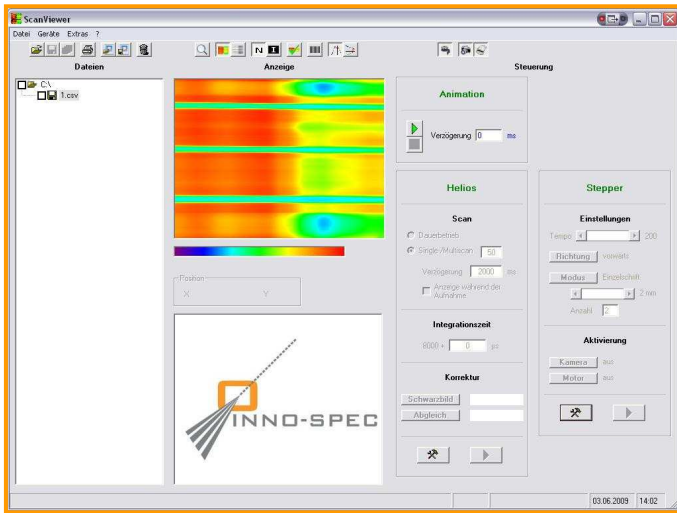 ScanViewer
Datei Geräte Extras ?
N I
Dateien
Anzeige
Steuerung
C:\
1.csv
Position
X Y
INNO-SPEC
Animation
Verzögerung 0 ms
Helios
Scan
Dauerbetrieb
Single-/Multiscan 50
Verzögerung 2000 ms
Anzeige während der
Aufnahme
Integrationszeit
8600 + 0 µs
Korrektur
Schwarzbild
Abgleich
Stepper
Einstellungen
Tempo 200
Richtung vorwärts
Modus Einzelschritt
2 mm
Anzahl 2
Aktivierung
Kamera aus
Motor aus
03.06.2009 14:02